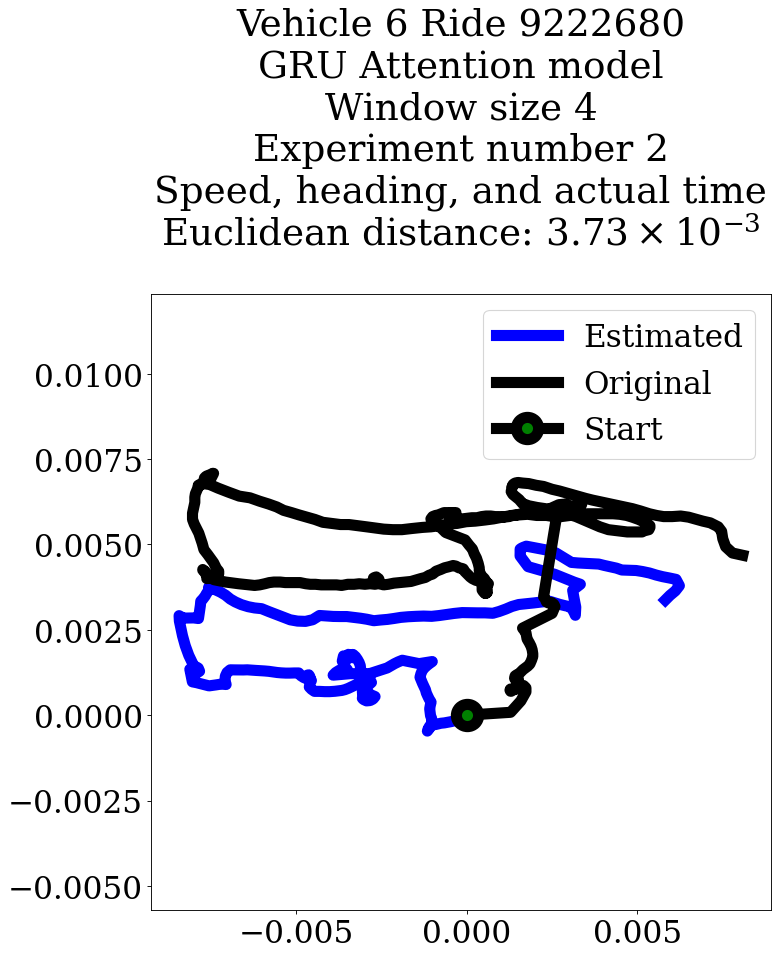 Vehicle 6 Ride 9222680
GRU Attention model
Window size 4
Experiment number 2
Speed, heading, and actual time
Euclidean distance: 3.73 × 10⁻³
Estimated
Original
Start
0.0100
0.0075
0.0050
0.0025
0.0000
−0.0025
−0.0050
−0.005 0.000 0.005